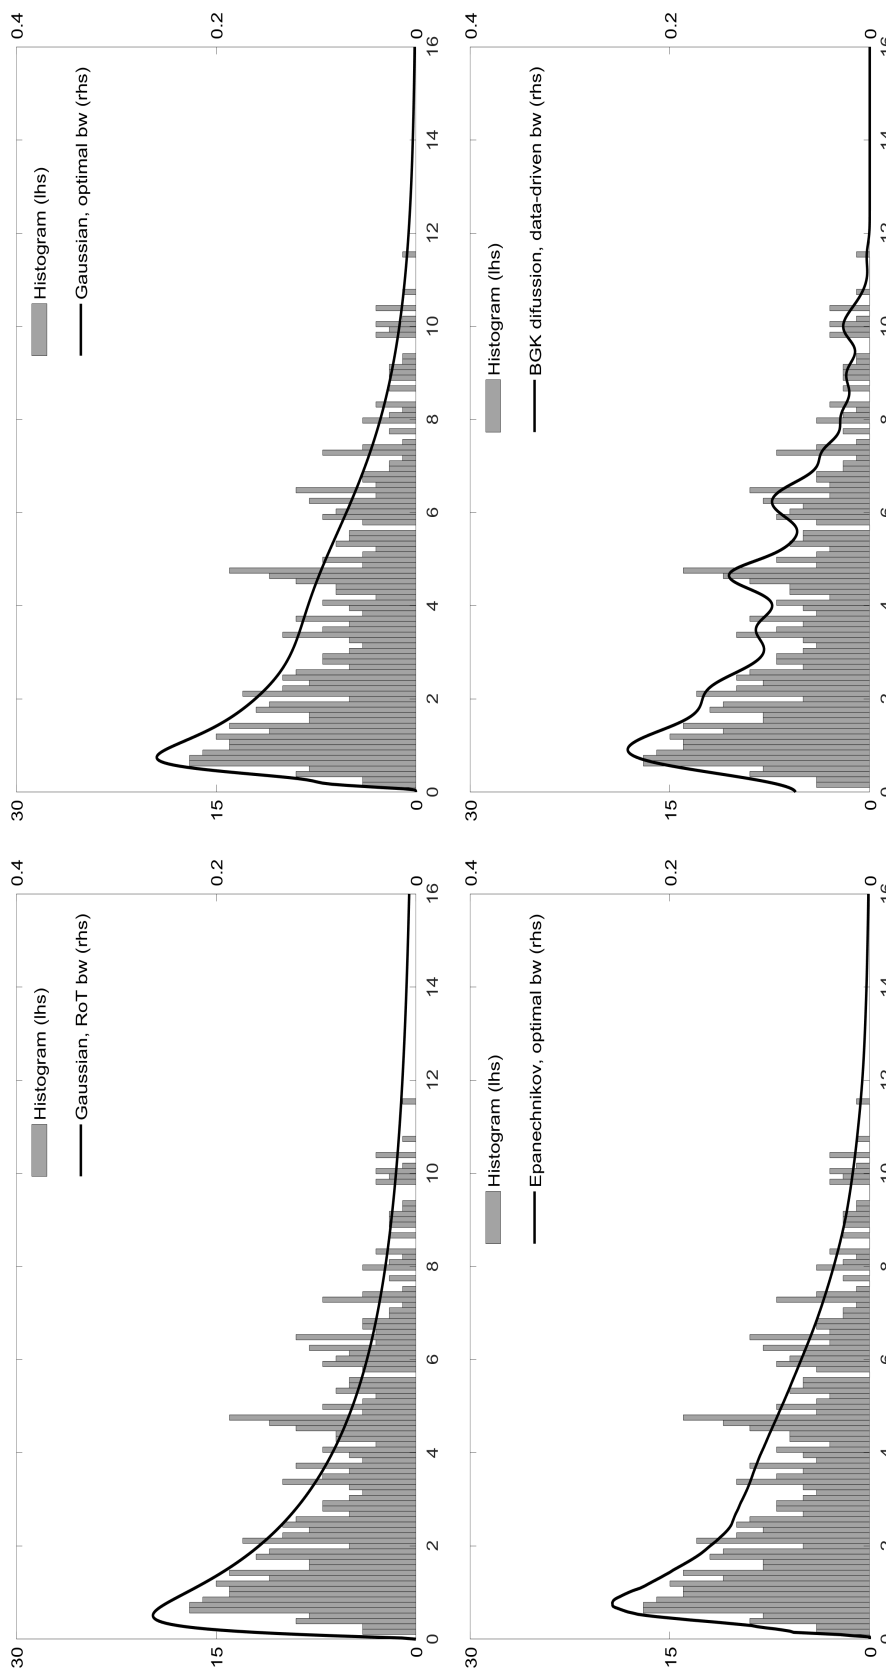 30
15
0
0.4
0.2
0
Histogram (lhs)
Gaussian, RoT bw (rhs)
0 2 4 6 8 10 12 14 16
30
15
0
0.4
0.2
0
Histogram (lhs)
Gaussian, optimal bw (rhs)
0 2 4 6 8 10 12 14 16
30
15
0
0.4
0.2
0
Histogram (lhs)
Epanechnikov, optimal bw (rhs)
0 2 4 6 8 10 12 14 16
30
15
0
0.4
0.2
0
Histogram (lhs)
BGK difussion, data-driven bw (rhs)
0 2 4 6 8 10 12 14 16